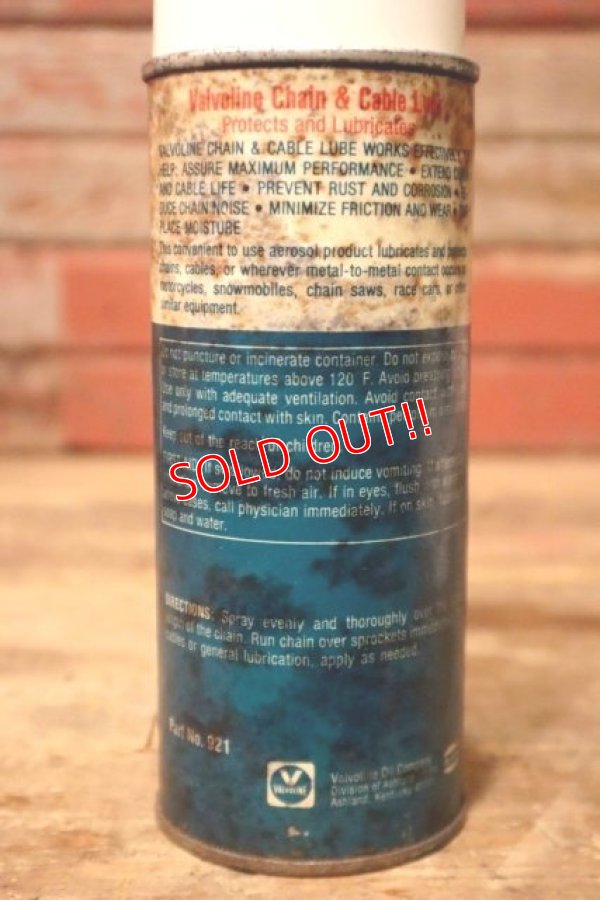 Valvoline Chain & Cable
Protects and Lubricates
VALVOLINE CHAIN & CABLE LUBE WORKS
HELP: ASSURE MAXIMUM PERFORMANCE • EXTEND
AND CABLE LIFE • PREVENT RUST AND CORROSION •
DUCE CHAIN NOISE • MINIMIZE FRICTION AND WEAR •
PLACE MOISTURE
This convenient to use aerosol product lubricates and
chains, cables, or wherever metal-to-metal contact
motorcycles, snowmobiles, chain saws, race cars, or
similar equipment.
Do not puncture or incinerate container. Do not
or store at temperatures above 120 F. Avoid
Use only with adequate ventilation. Avoid
and prolonged contact with skin.
Keep out of the reach of children
SOLD OUT!!
do not induce vomiting.
to fresh air. If in eyes, flush
call physician immediately. If on skin,
soap and water.
DIRECTIONS: Spray evenly and thoroughly over
of the chain. Run chain over sprockets
or general lubrication, apply as needed.
Part No. 921
VALVOLINE
Valvoline Oil Company
Division of
Ashland, Kentucky